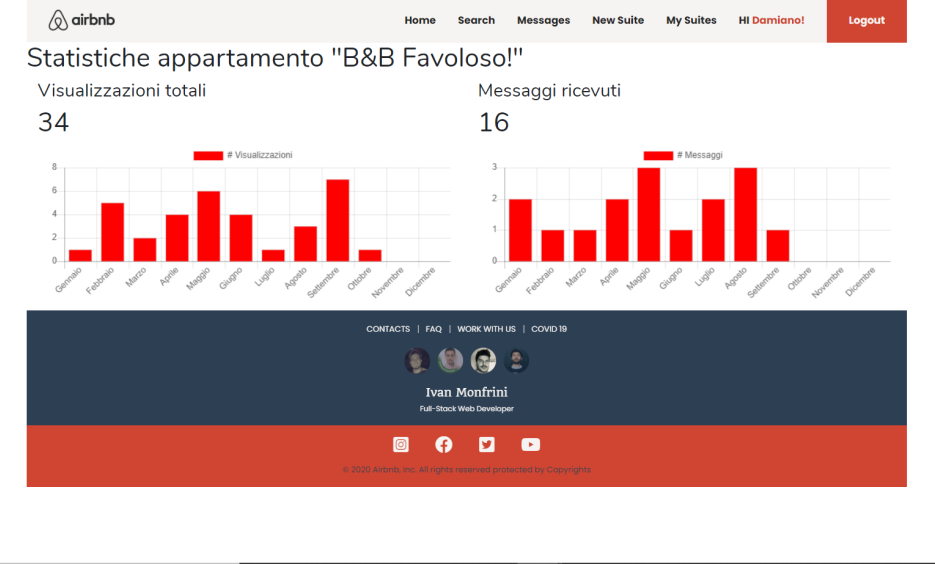 airbnb
Home Search Messages New Suite My Suites HI Damiano! Logout
Statistiche appartamento "B&B Favoloso!"
Visualizzazioni totali
34
# Visualizzazioni
8
6
4
2
0
Gennaio Febbraio Marzo Aprile Maggio Giugno Luglio Agosto Settembre Ottobre Novembre Dicembre
Messaggi ricevuti
16
# Messaggi
3
2
1
0
Gennaio Febbraio Marzo Aprile Maggio Giugno Luglio Agosto Settembre Ottobre Novembre Dicembre
CONTACTS | FAQ | WORK WITH US | COVID 19
Ivan Monfrini
Full-Stack Web Developer
© 2020 Airbnb, Inc. All rights reserved protected by Copyrights